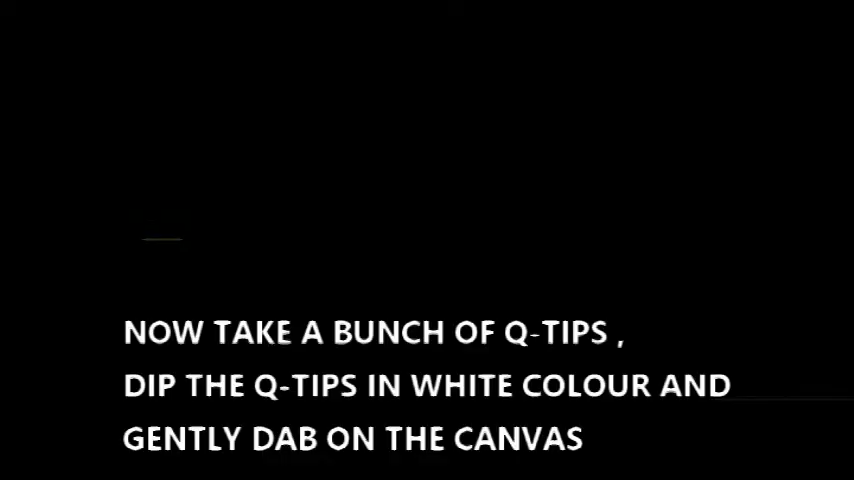 NOW TAKE A BUNCH OF Q-TIPS ,
DIP THE Q-TIPS IN WHITE COLOUR AND
GENTLY DAB ON THE CANVAS